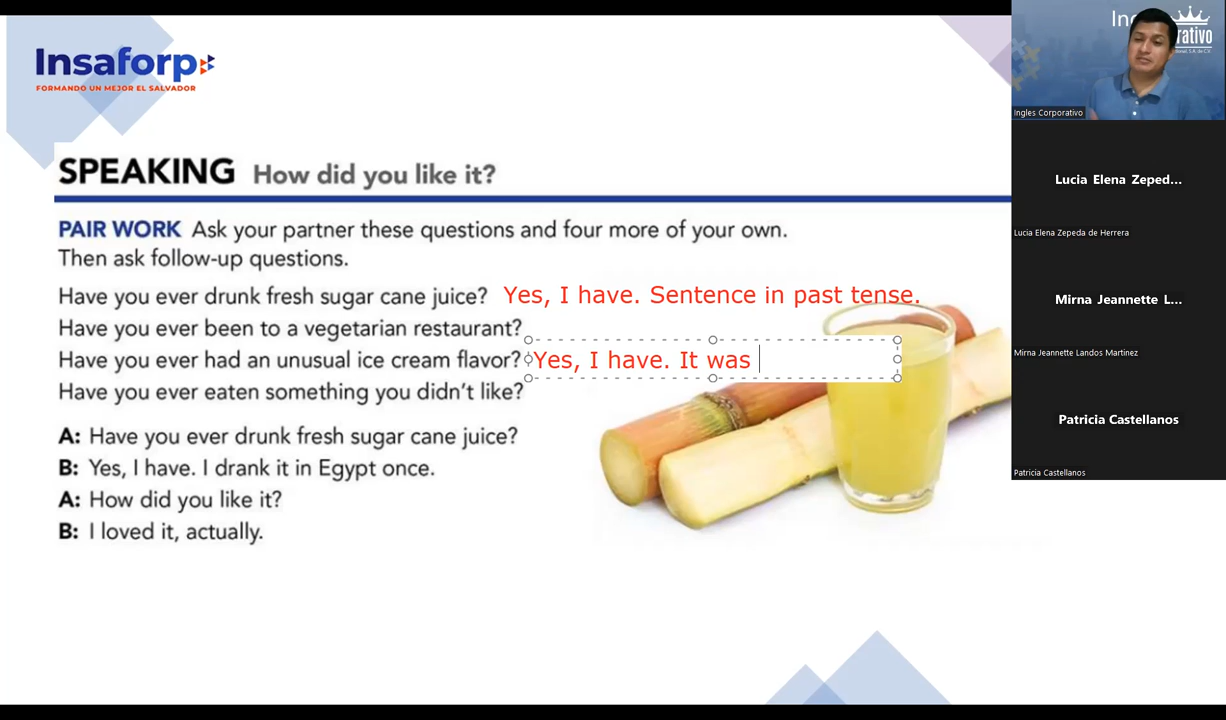 Insaforp
FORMANDO UN MEJOR EL SALVADOR
SPEAKING How did you like it?
PAIR WORK Ask your partner these questions and four more of your own.
Then ask follow-up questions.
Have you ever drunk fresh sugar cane juice? Yes, I have. Sentence in past tense.
Have you ever been to a vegetarian restaurant?
Have you ever had an unusual ice cream flavor? Yes, I have. It was
Have you ever eaten something you didn't like?
A: Have you ever drunk fresh sugar cane juice?
B: Yes, I have. I drank it in Egypt once.
A: How did you like it?
B: I loved it, actually.
Ingles Corporativo
Lucia Elena Zeped...
Lucia Elena Zepeda de Herrera
Mirna Jeannette L...
Mirna Jeannette Landos Martinez
Patricia Castellanos
Patricia Castellanos